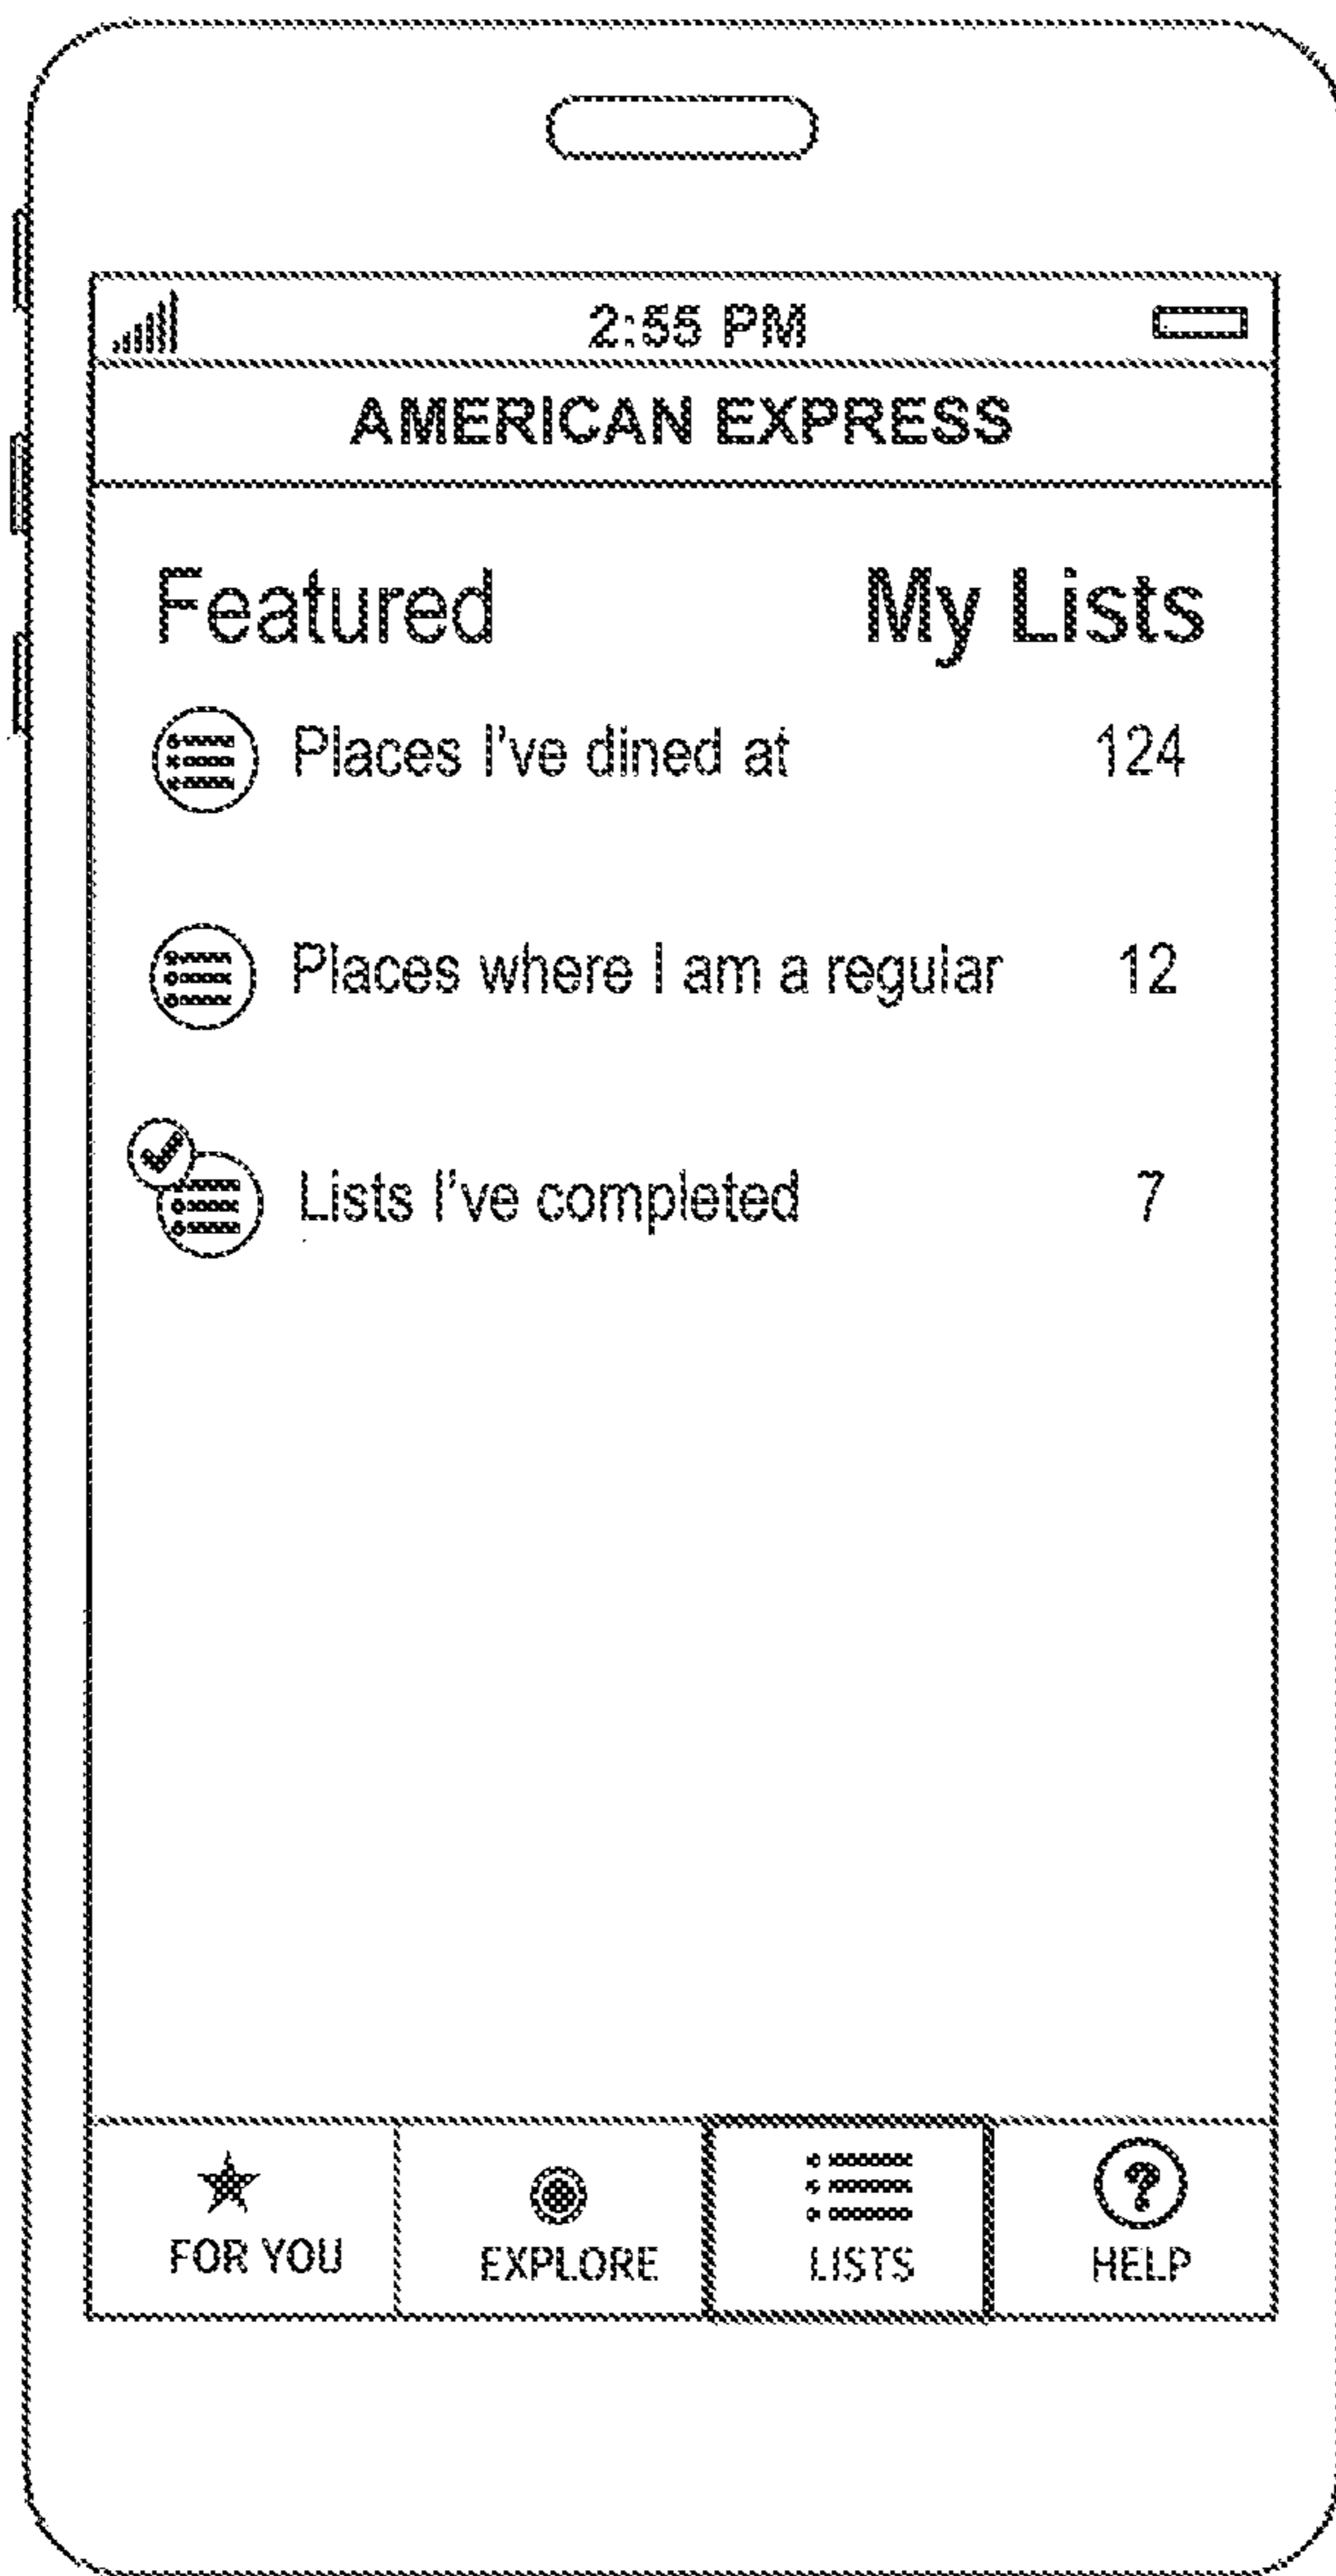 2:55 PM
AMERICAN EXPRESS
Featured My Lists
Places I've dined at 124
Places where I am a regular 12
Lists I've completed 7
FOR YOU EXPLORE LISTS HELP